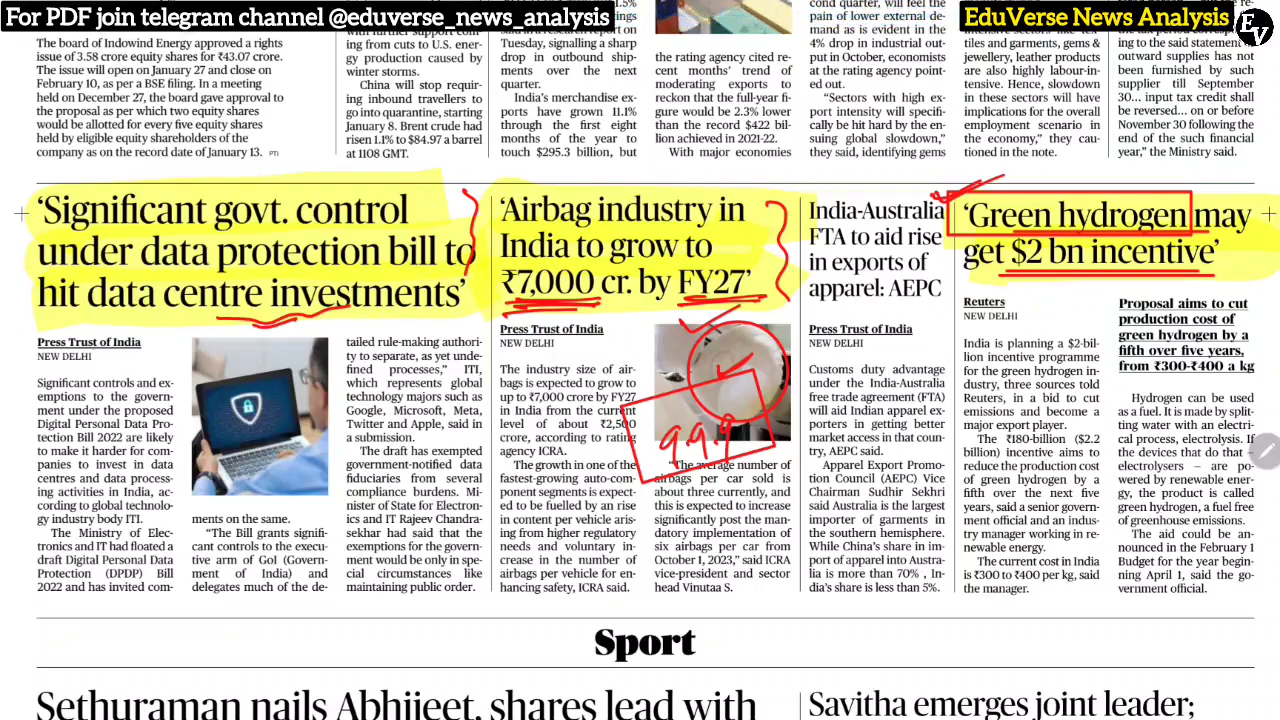 For PDF join telegram channel @eduverse_news_analysis
EduVerse News Analysis
EV
The board of Indowind Energy approved a rights
issue of 3.58 crore equity shares for ₹43.07 crore.
The issue will open on January 27 and close on
February 10, as per a BSE filing. In a meeting
held on December 27, the board gave approval to
the proposal as per which two equity shares
would be allotted for every five equity shares
held by eligible equity shareholders of the
company as on the record date of January 13. PTI
ing from cuts to U.S. ener-
gy production caused by
winter storms.
China will stop requir-
ing inbound travellers to
go into quarantine, starting
January 8. Brent crude had
risen 1.1% to $84.97 a barrel
at 1108 GMT.
said in a research report on
Tuesday, signalling a sharp
drop in outbound ship-
ments over the next
quarter.
India's merchandise ex-
ports have grown 11.1%
through the first eight
months of the year to
touch $295.3 billion, but
the rating agency cited re-
cent months' trend of
moderating exports to
reckon that the full-year fi-
gure would be 2.3% lower
than the record $422 bil-
lion achieved in 2021-22.
With major economies
cond quarter, will feel the
pain of lower external de-
mand as is evident in the
4% drop in industrial out-
put in October, economists
at the rating agency point-
ed out.
"Sectors with high ex-
port intensity will specifi-
cally be hit hard by the en-
suing global slowdown,"
they said, identifying gems
tiles and garments, gems &
jewellery, leather products
are also highly labour-in-
tensive. Hence, slowdown
in these sectors will have
implications for the overall
employment scenario in
the economy," they cau-
tioned in the note.
ing to the said statement of
outward supplies has not
been furnished by such
supplier till September
30... input tax credit shall
be reversed... on or before
November 30 following the
end of such financial
year," the Ministry said.
'Significant govt. control
under data protection bill to
hit data centre investments'
Press Trust of India
NEW DELHI
Significant controls and ex-
emptions to the govern-
ment under the proposed
Digital Personal Data Pro-
tection Bill 2022 are likely
to make it harder for com-
panies to invest in data
centres and data process-
ing activities in India, ac-
cording to global technolo-
gy industry body ITI.
The Ministry of Elec-
tronics and IT had floated a
draft Digital Personal Data
Protection (DPDP) Bill
2022 and has invited com-
ments on the same.
"The Bill grants signifi-
cant controls to the execu-
tive arm of GoI (Govern-
ment of India) and
delegates much of the de-
tailed rule-making authori-
ty to separate, as yet unde-
fined processes," ITI,
which represents global
technology majors such as
Google, Microsoft, Meta,
Twitter and Apple, said in
a submission.
The draft has exempted
government-notified data
fiduciaries from several
compliance burdens. Mi-
nister of State for Electron-
ics and IT Rajeev Chandra-
sekhar had said that the
exemptions for the govern-
ment would be only in spe-
cial circumstances like
maintaining public order.
'Airbag industry in
India to grow to
₹7,000 cr. by FY27'
Press Trust of India
NEW DELHI
The industry size of air-
bags is expected to grow to
up to ₹7,000 crore by FY27
in India from the current
level of about ₹2,500
crore, according to rating
agency ICRA.
The growth in one of the
fastest-growing auto-com-
ponent segments is expect-
ed to be fuelled by an rise
in content per vehicle aris-
ing from higher regulatory
needs and voluntary in-
crease in the number of
airbags per vehicle for en-
hancing safety, ICRA said.
"The average number of
airbags per car sold is
about three currently, and
this is expected to increase
significantly post the man-
datory implementation of
six airbags per car from
October 1, 2023," said ICRA
vice-president and sector
head Vinutaa S.
India-Australia
FTA to aid rise
in exports of
apparel: AEPC
Press Trust of India
NEW DELHI
Customs duty advantage
under the India-Australia
free trade agreement (FTA)
will aid Indian apparel ex-
porters in getting better
market access in that coun-
try, AEPC said.
Apparel Export Promo-
tion Council (AEPC) Vice
Chairman Sudhir Sekhri
said Australia is the largest
importer of garments in
the southern hemisphere.
While China's share in im-
port of apparel into Austra-
lia is more than 70% , In-
dia's share is less than 5%.
'Green hydrogen may
get $2 bn incentive'
Reuters
NEW DELHI
India is planning a $2-bil-
lion incentive programme
for the green hydrogen in-
dustry, three sources told
Reuters, in a bid to cut
emissions and become a
major export player.
The ₹180-billion ($2.2
billion) incentive aims to
reduce the production cost
of green hydrogen by a
fifth over the next five
years, said a senior govern-
ment official and an indus-
try manager working in re-
newable energy.
The current cost in India
is ₹300 to ₹400 per kg, said
the manager.
Proposal aims to cut
production cost of
green hydrogen by a
fifth over five years,
from ₹300-₹400 a kg
Hydrogen can be used
as a fuel. It is made by split-
ting water with an electri-
cal process, electrolysis. If
the devices that do that –
electrolysers – are po-
wered by renewable ener-
gy, the product is called
green hydrogen, a fuel free
of greenhouse emissions.
The aid could be an-
nounced in the February 1
Budget for the year begin-
ning April 1, said the go-
vernment official.
Sport
Sethuraman nails Abhijeet, shares lead with
Savitha emerges joint leader;